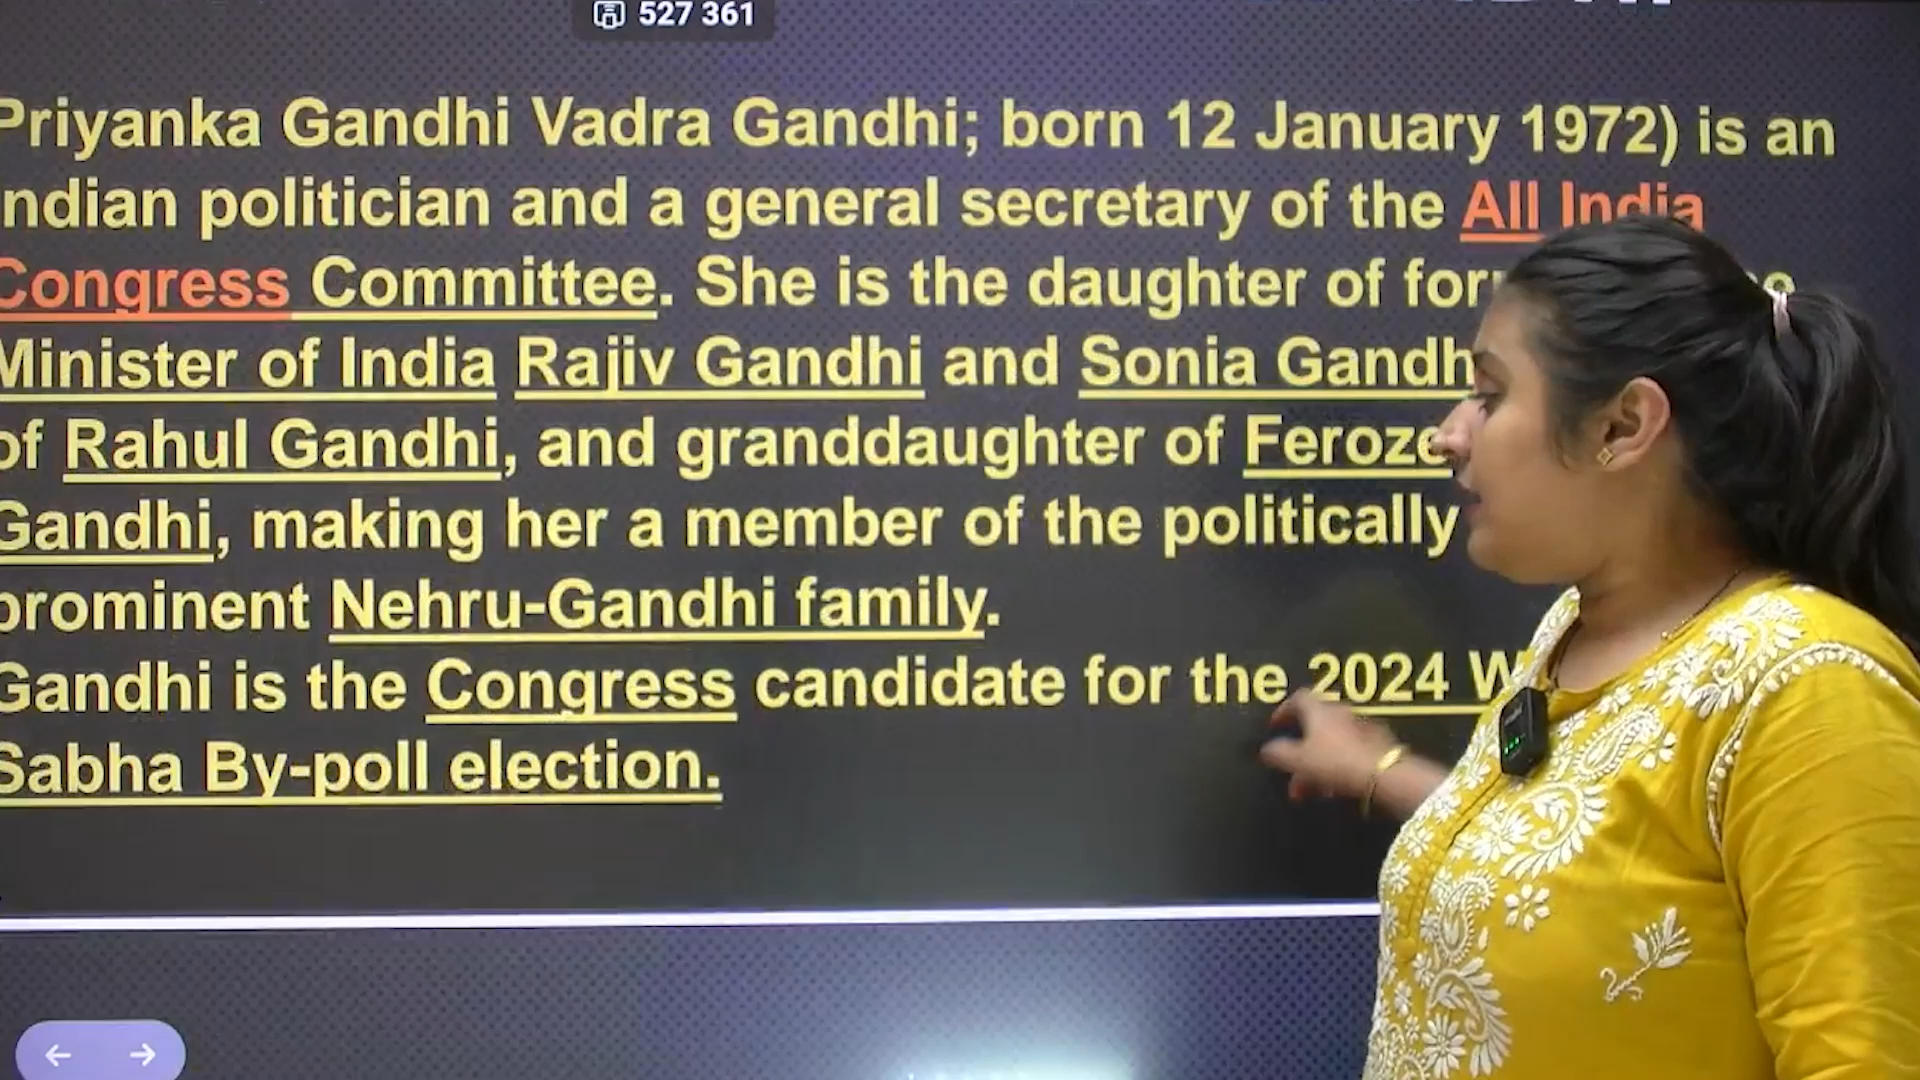 527 361
Priyanka Gandhi Vadra Gandhi; born 12 January 1972) is an
Indian politician and a general secretary of the All India
Congress Committee. She is the daughter of
Minister of India Rajiv Gandhi and Sonia
of Rahul Gandhi, and granddaughter of Feroze
Gandhi, making her a member of the politically
prominent Nehru-Gandhi family.
Gandhi is the Congress candidate for the 2024
Sabha By-poll election.